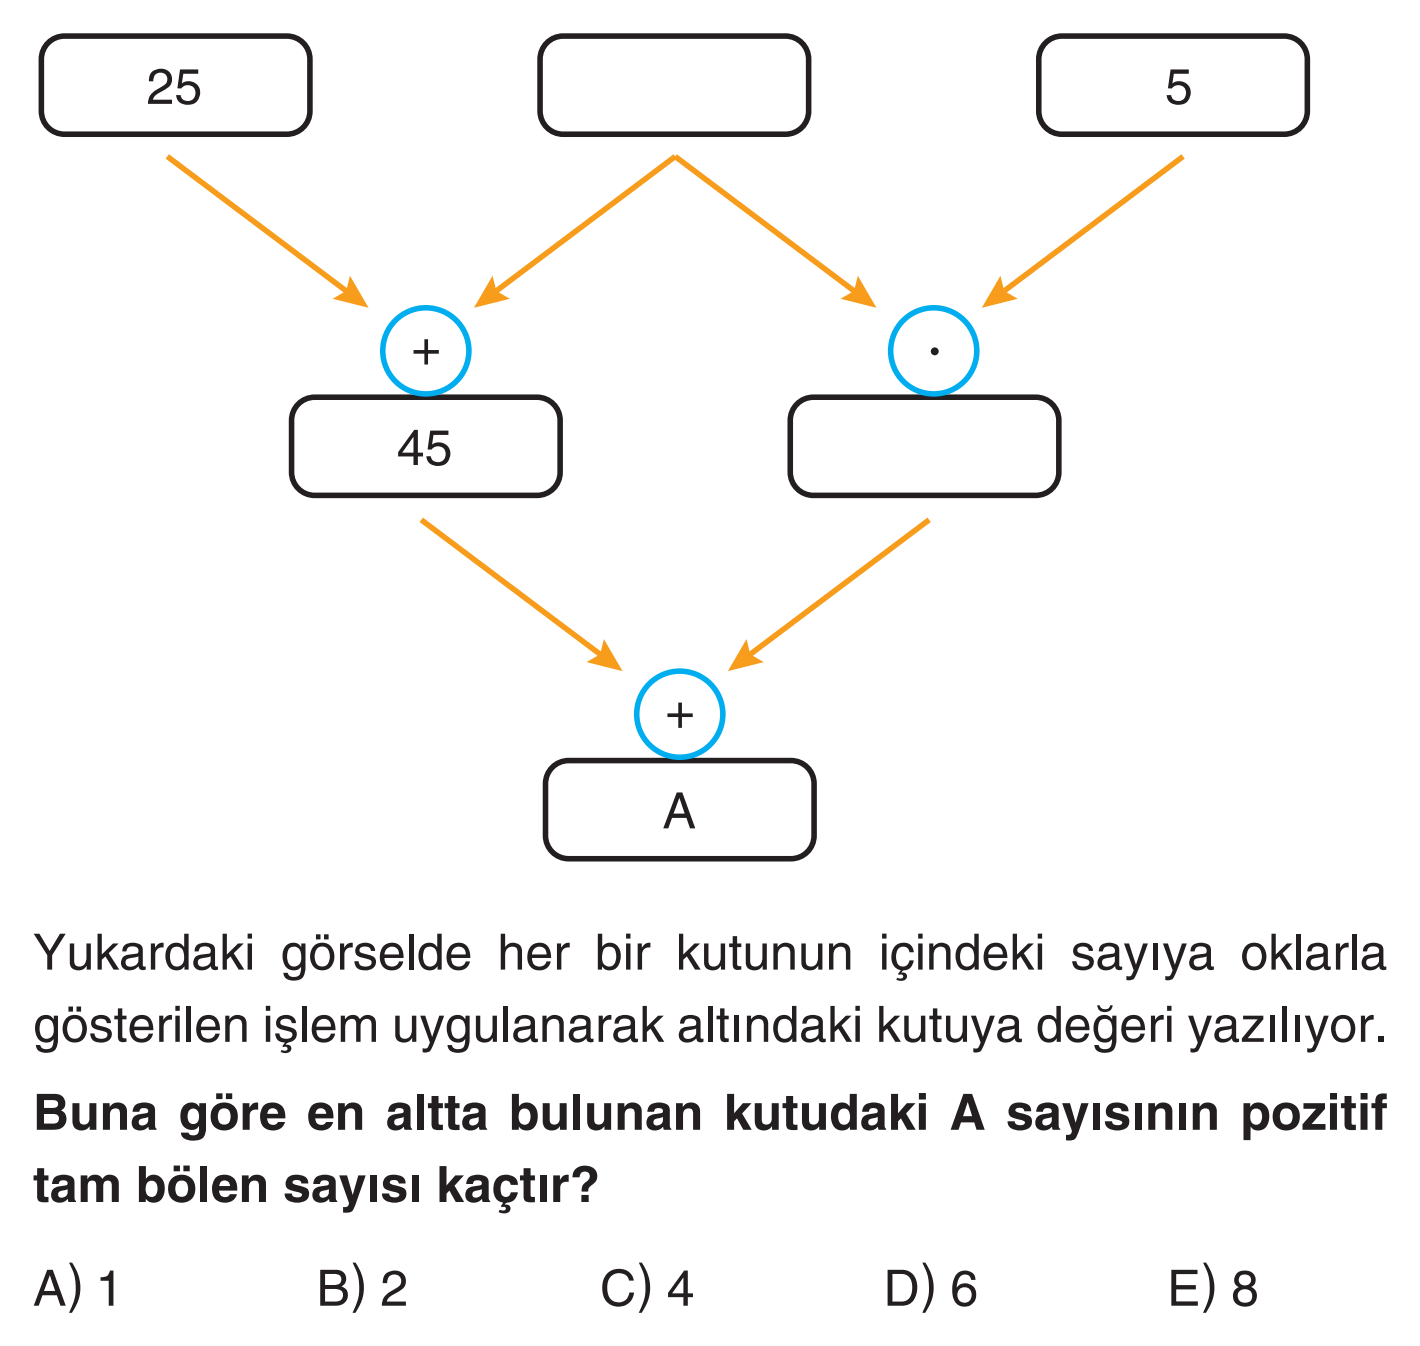 25
5
+
·
45
+
A
Yukardaki görselde her bir kutunun içindeki sayıya oklarla
gösterilen işlem uygulanarak altındaki kutuya değeri yazılıyor.
Buna göre en altta bulunan kutudaki A sayısının pozitif
tam bölen sayısı kaçtır?
A) 1 B) 2 C) 4 D) 6 E) 8